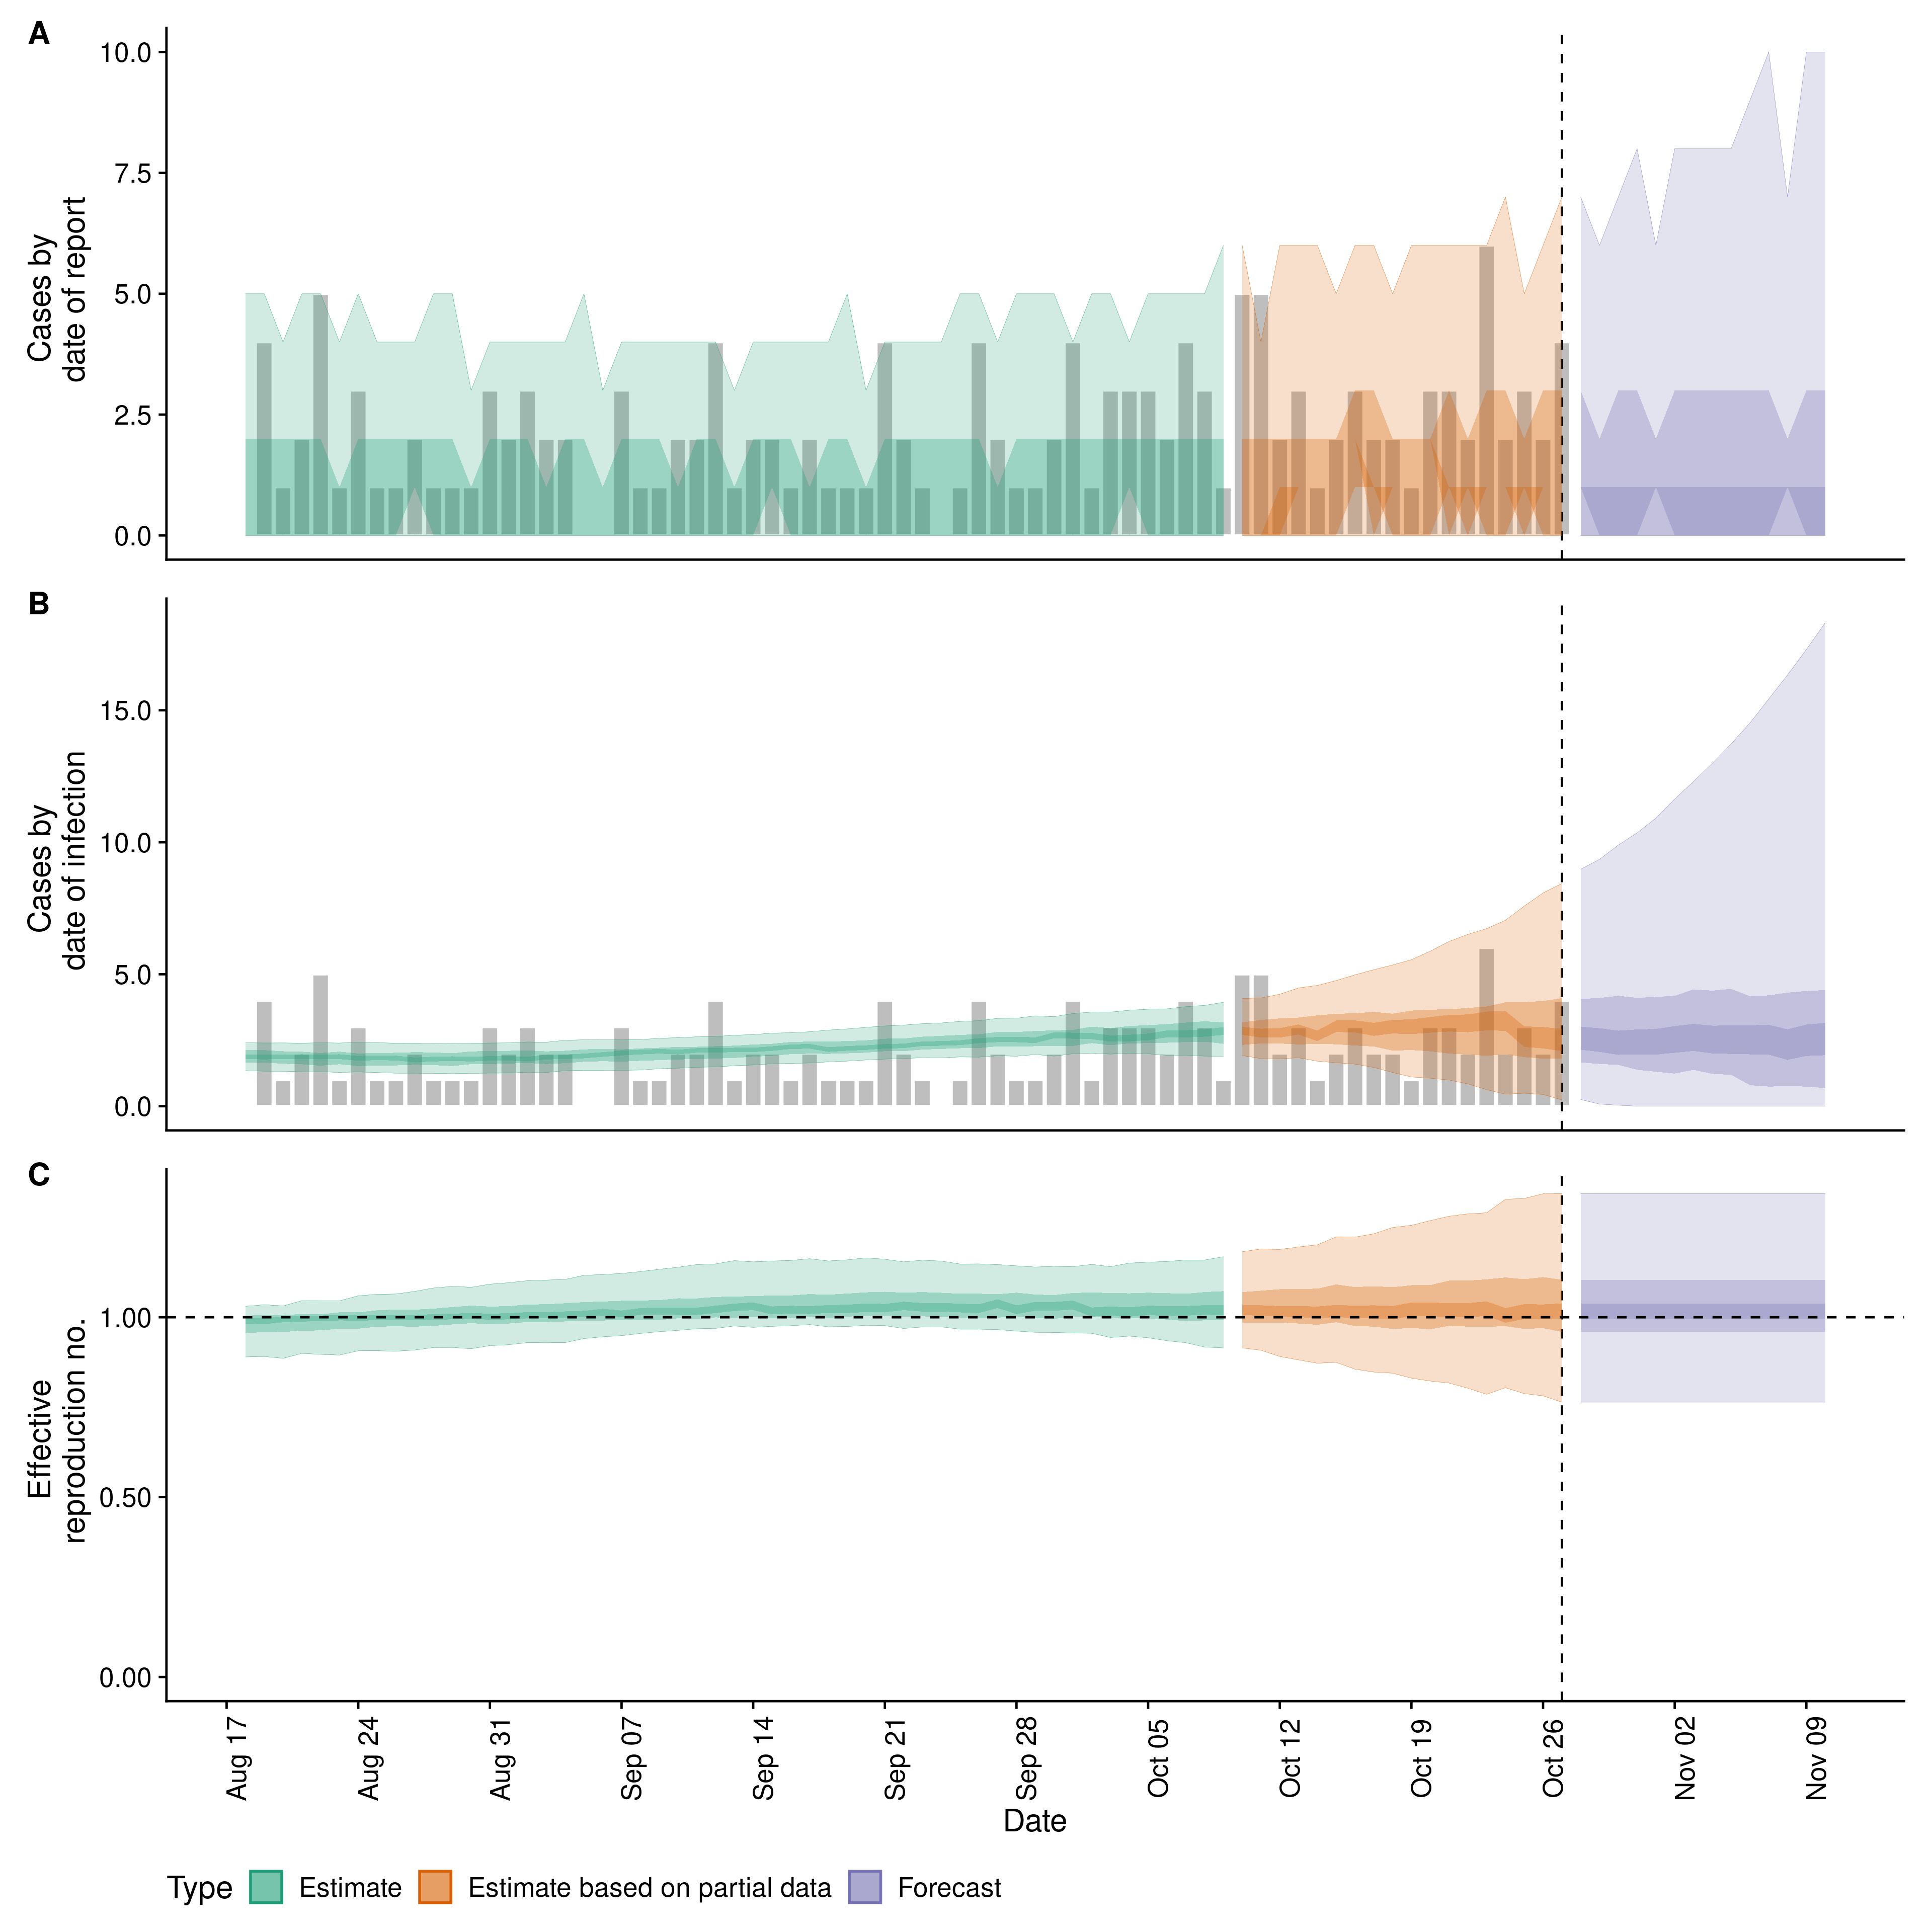 A
10.0
7.5
5.0
2.5
0.0
Cases by
date of report
B
15.0
10.0
5.0
0.0
Cases by
date of infection
C
1.00
0.50
0.00
Effective
reproduction no.
Aug 17
Aug 24
Aug 31
Sep 07
Sep 14
Sep 21
Sep 28
Oct 05
Oct 12
Oct 19
Oct 26
Nov 02
Nov 09
Date
Type Estimate Estimate based on partial data Forecast